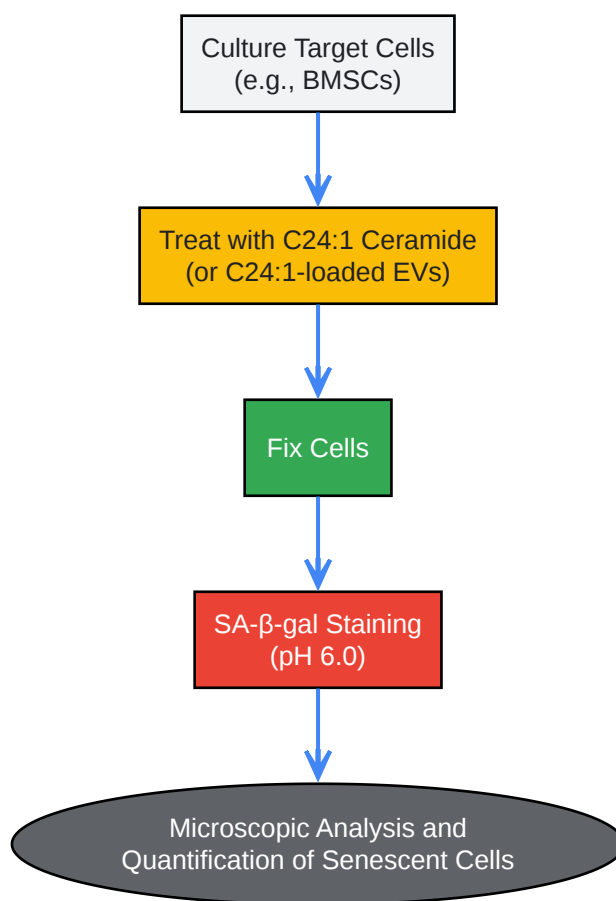 Culture Target Cells
(e.g., BMSCs)
Treat with C24:1 Ceramide
(or C24:1-loaded EVs)
Fix Cells
SA-β-gal Staining
(pH 6.0)
Microscopic Analysis and
Quantification of Senescent Cells